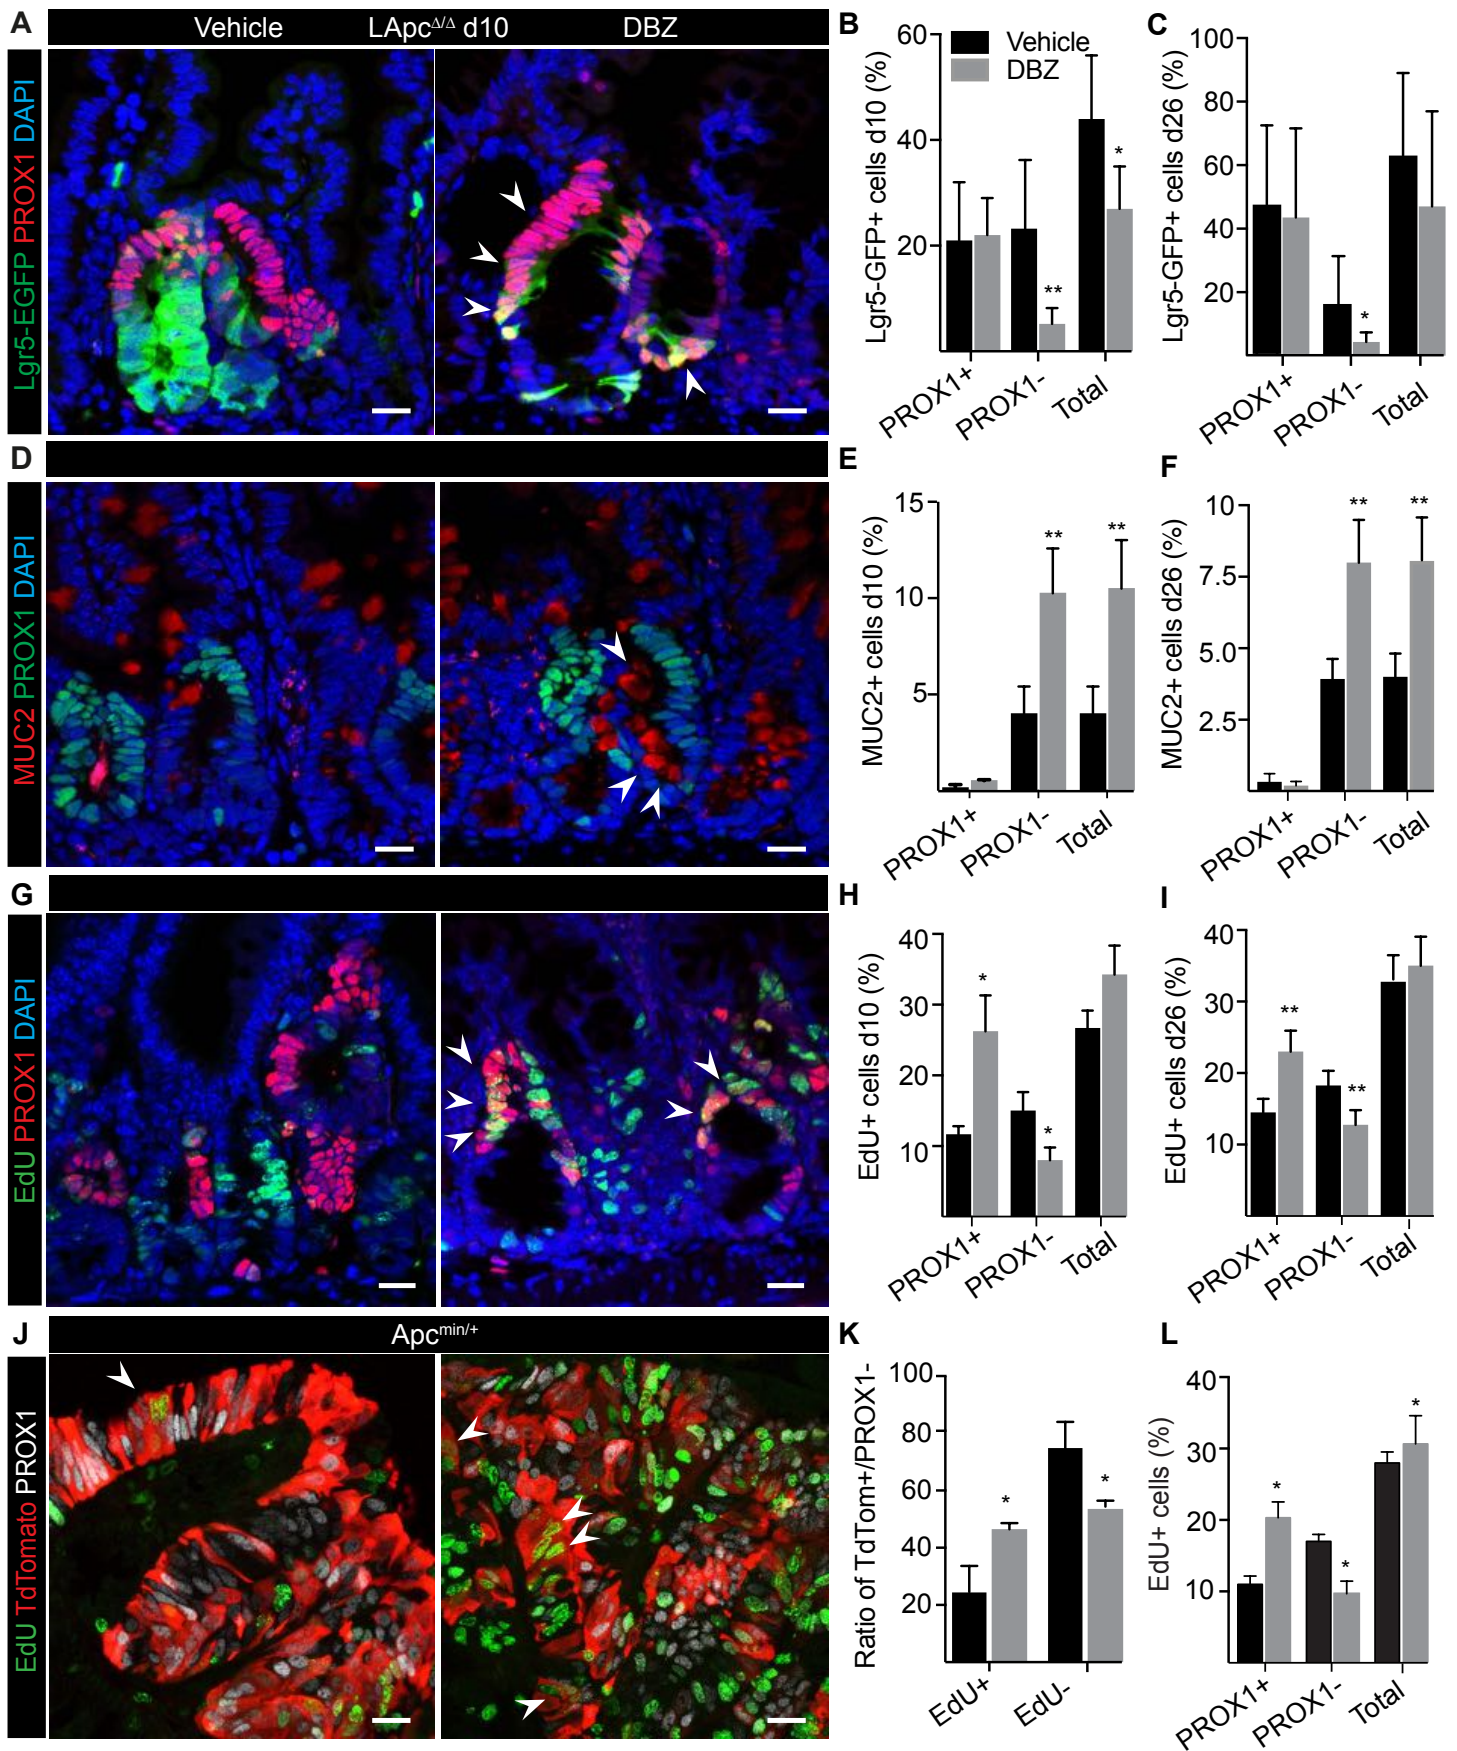 A
Vehicle LApcΔ/Δ d10 DBZ
Lgr5-EGFP PROX1 DAPI
B
Lgr5-GFP+ cells d10 (%)
60
40
20
Vehicle
DBZ
*
**
PROX1+
PROX1-
Total
C
Lgr5-GFP+ cells d26 (%)
100
80
60
40
20
*
PROX1+
PROX1-
Total
D
MUC2 PROX1 DAPI
E
MUC2+ cells d10 (%)
15
10
5
**
**
PROX1+
PROX1-
Total
F
MUC2+ cells d26 (%)
10
7.5
5.0
2.5
**
**
PROX1+
PROX1-
Total
G
EdU PROX1 DAPI
H
EdU+ cells d10 (%)
40
30
20
10
*
*
PROX1+
PROX1-
Total
I
EdU+ cells d26 (%)
40
30
20
10
**
**
PROX1+
PROX1-
Total
J
Apcmin/+
EdU TdTomato PROX1
K
Ratio of TdTom+/PROX1-
100
80
60
40
20
*
*
EdU+
EdU-
L
EdU+ cells (%)
40
30
20
10
*
*
*
PROX1+
PROX1-
Total